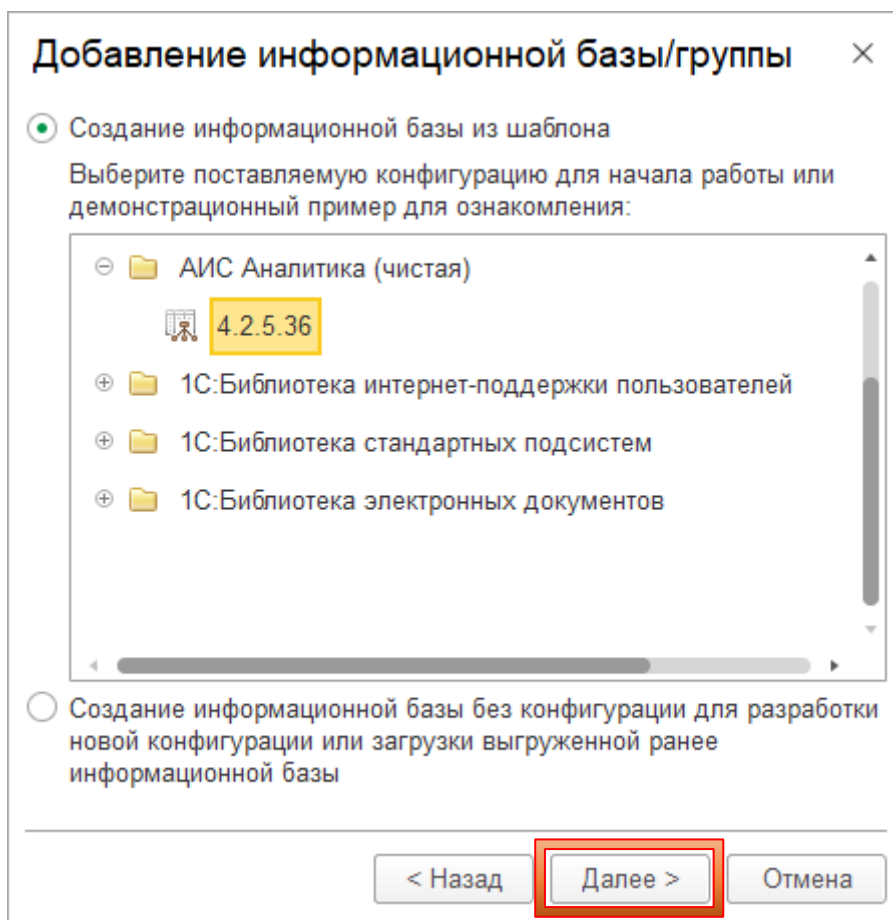 Добавление информационной базы/группы
Создание информационной базы из шаблона
Выберите поставляемую конфигурацию для начала работы или
демонстрационный пример для ознакомления:
АИС Аналитика (чистая)
4.2.5.36
1С:Библиотека интернет-поддержки пользователей
1С:Библиотека стандартных подсистем
1С:Библиотека электронных документов
Создание информационной базы без конфигурации для разработки
новой конфигурации или загрузки выгруженной ранее
информационной базы
< Назад
Далее >
Отмена